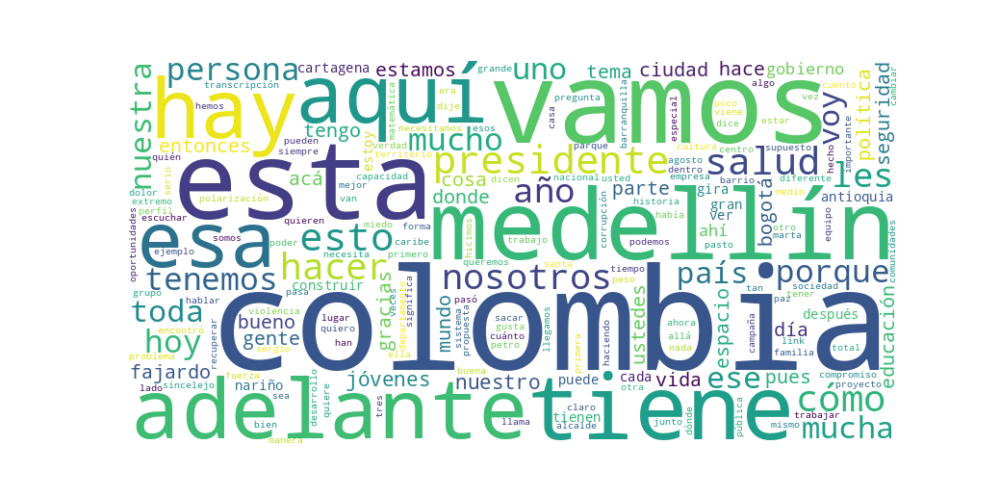 colombia
esta
medellín
vamos
tiene
adelante
hay
aquí
esa
persona
cartagena
estamos
uno
tema
ciudad
hace
gobierno
grande
transcripción
era
algo
cuento
hemos
dije
matemática
necesitamos
esos
pregunta
casa
barranquilla
especial
poco
viene
dice
vez
estar
voy
política
seguridad
cambiar
nuestra
entonces
tengo
mucho
pueden
siempre
quién
estoy
verdad
territorio
parque
cultura
centro
supuesto
hecho
importante
presidente
salud
les
dolor
serio
extremo
perfil
escuchar
polarización
acá
mejor
van
capacidad
cosa
dicen
año
nacional
usted
agosto
dentro
empresa
barrio
diferente
medio
donde
parte
gira
historia
había
gran
ver
bogotá
otro
marta
equipo
antioquia
oportunidades
somos
quieren
miedo
forma
esto
ejemplo
poder
caribe
necesita
primero
hicimos
trabajo
corrupción
podemos
pasto
ahí
queremos
hacer
tenemos
nosotros
santa
tiempo
peso
país
tan
paz
sociedad
tener
porque
comunidades
grupo
hablar
pasa
construir
veces
departamento
significa
toda
violencia
encontró
recuperar
bueno
lugar
quiero
han
gracias
mundo
pasó
sistema
propuesta
sacar
gusta
cuánto
petro
llegamos
primera
haciendo
ustedes
ahora
allá
nada
espacio
campaña
día
link
familia
después
total
educación
hoy
gente
sergio
ella
problema
fajardo
lado
sincelejo
fuerza
nariño
sea
desarrollo
quiere
tres
jóvenes
buena
nuestro
puede
cada
otra
vida
ese
pues
compromiso
proyecto
bien
manera
llama
claro
tienen
alcalde
junto
dónde
pública
trabajar
mismo
cómo
mucha